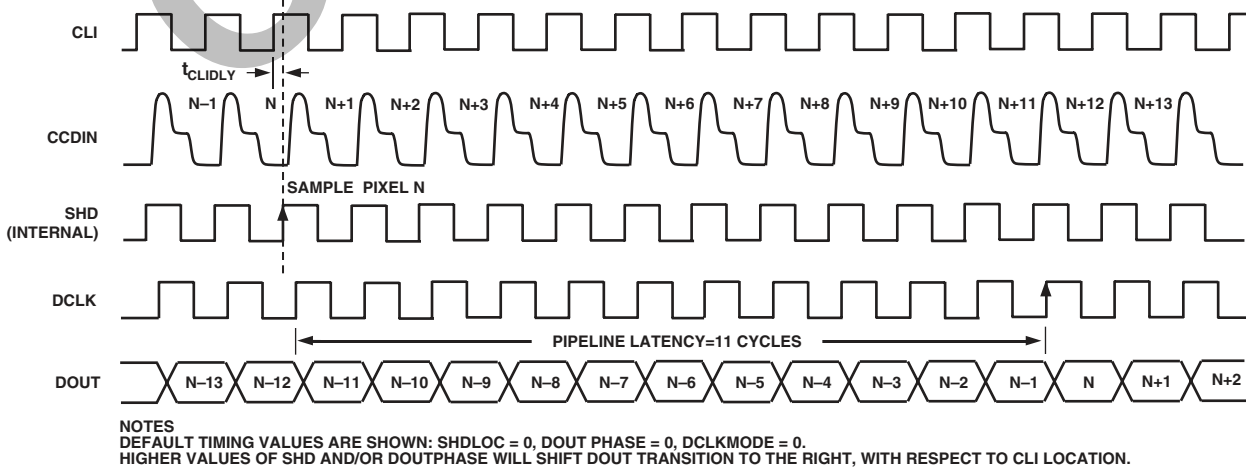 CLI
tCLIDLY
N–1 N N+1 N+2 N+3 N+4 N+5 N+6 N+7 N+8 N+9 N+10 N+11 N+12 N+13
CCDIN
SAMPLE PIXEL N
SHD
(INTERNAL)
DCLK
PIPELINE LATENCY=11 CYCLES
DOUT N–13 N–12 N–11 N–10 N–9 N–8 N–7 N–6 N–5 N–4 N–3 N–2 N–1 N N+1 N+2
NOTES
DEFAULT TIMING VALUES ARE SHOWN: SHDLOC = 0, DOUT PHASE = 0, DCLKMODE = 0.
HIGHER VALUES OF SHD AND/OR DOUTPHASE WILL SHIFT DOUT TRANSITION TO THE RIGHT, WITH RESPECT TO CLI LOCATION.